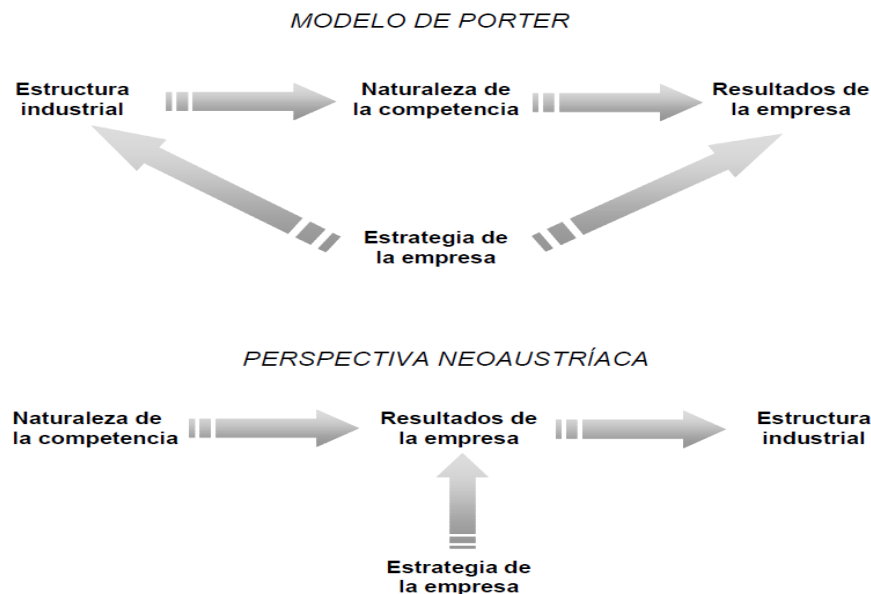 MODELO DE PORTER
Estructura
industrial
Naturaleza de
la competencia
Resultados de
la empresa
Estrategia de
la empresa
PERSPECTIVA NEOAUSTRÍACA
Naturaleza de
la competencia
Resultados de
la empresa
Estructura
industrial
Estrategia de
la empresa